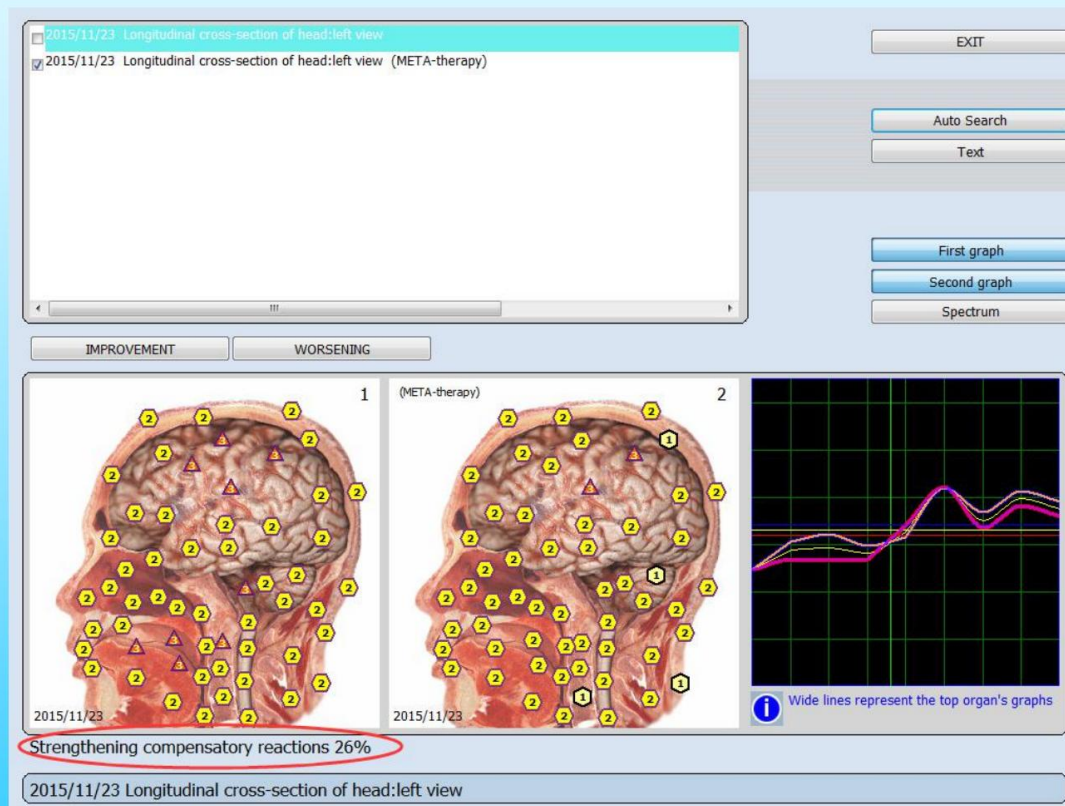 2015/11/23 Longitudinal cross-section of head:left view
2015/11/23 Longitudinal cross-section of head:left view (META-therapy)
EXIT
Auto Search
Text
First graph
Second graph
Spectrum
IMPROVEMENT
WORSENING
1
2015/11/23
(META-therapy)
2
2015/11/23
Wide lines represent the top organ's graphs
Strengthening compensatory reactions 26%
2015/11/23 Longitudinal cross-section of head:left view